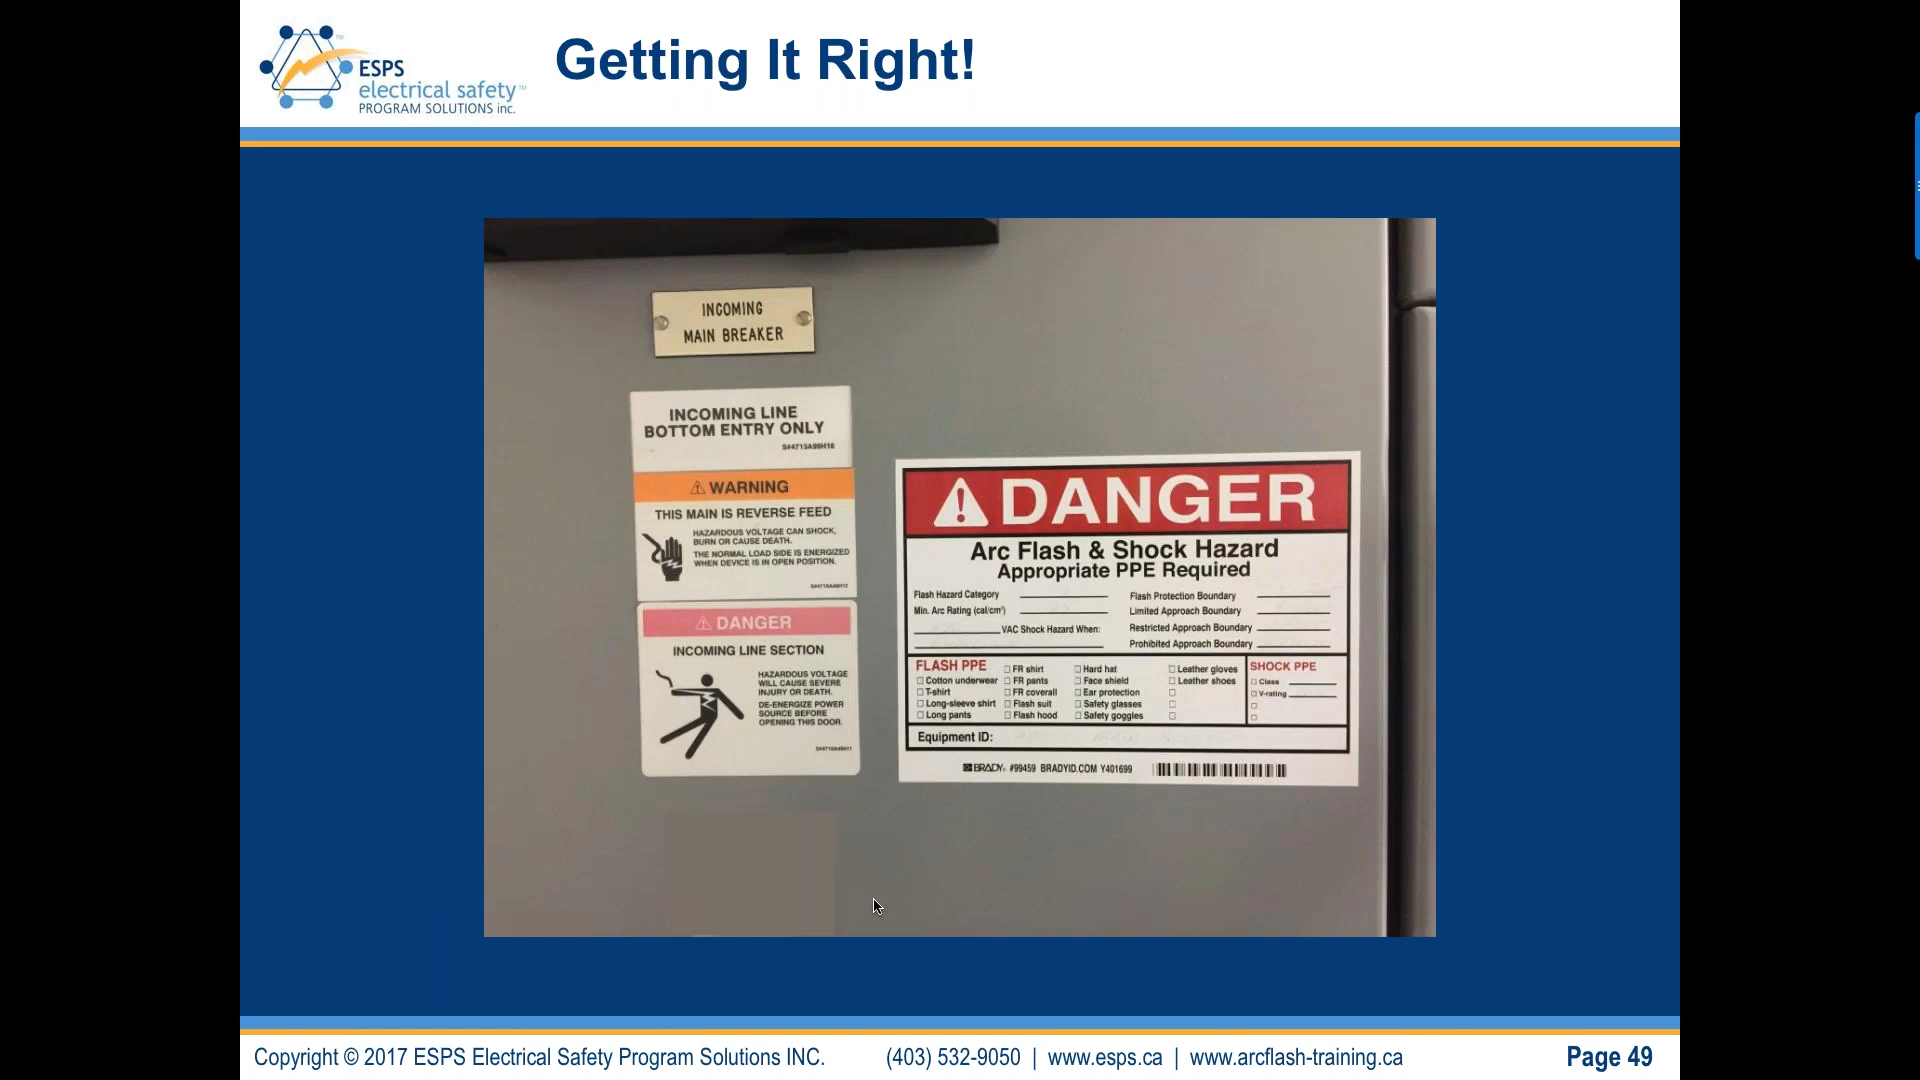 ESPS
electrical safety™
PROGRAM SOLUTIONS inc.
Getting It Right!
INCOMING
MAIN BREAKER
INCOMING LINE
BOTTOM ENTRY ONLY
S#4713A99H16
WARNING
THIS MAIN IS REVERSE FEED
HAZARDOUS VOLTAGE CAN SHOCK,
BURN OR CAUSE DEATH.
THE NORMAL LOAD SIDE IS ENERGIZED
WHEN DEVICE IS IN OPEN POSITION.
DANGER
INCOMING LINE SECTION
HAZARDOUS VOLTAGE
WILL CAUSE SEVERE
INJURY OR DEATH.
DE-ENERGIZE POWER
SOURCE BEFORE
OPENING THIS DOOR.
DANGER
Arc Flash & Shock Hazard
Appropriate PPE Required
Flash Hazard Category
Min. Arc Rating (cal/cm²)
VAC Shock Hazard When:
Flash Protection Boundary
Limited Approach Boundary
Restricted Approach Boundary
Prohibited Approach Boundary
FLASH PPE
Cotton underwear
T-shirt
Long-sleeve shirt
Long pants
FR shirt
FR pants
FR coverall
Flash suit
Flash hood
Hard hat
Face shield
Ear protection
Safety glasses
Safety goggles
Leather gloves
Leather shoes
SHOCK PPE
Class
V-rating
Equipment ID:
BRADY. #99459 BRADYID.COM Y401699
Copyright © 2017 ESPS Electrical Safety Program Solutions INC.
(403) 532-9050 | www.esps.ca | www.arcflash-training.ca
Page 49